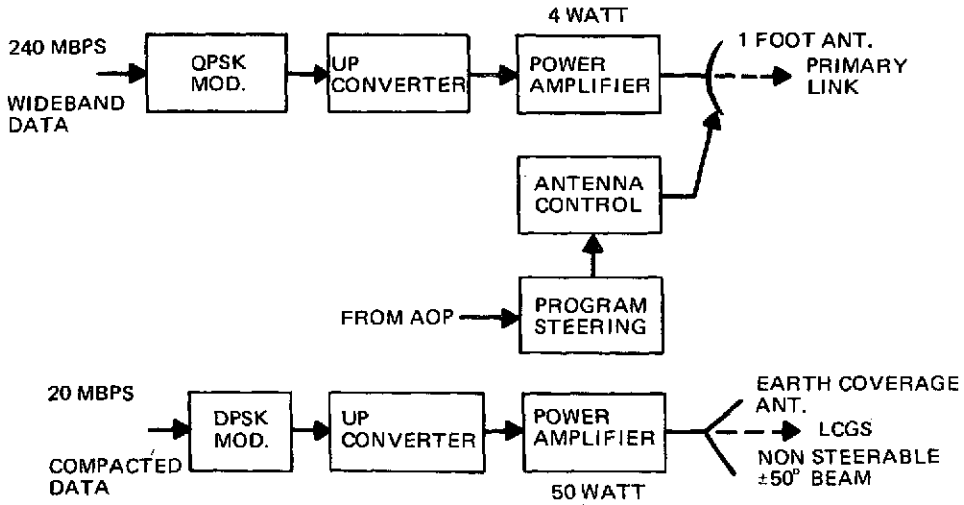 4 WATT
240 MBPS
WIDEBAND
DATA
QPSK
MOD.
UP
CONVERTER
POWER
AMPLIFIER
1 FOOT ANT.
PRIMARY
LINK
ANTENNA
CONTROL
FROM AOP
PROGRAM
STEERING
20 MBPS
COMPACTED
DATA
DPSK
MOD.
UP
CONVERTER
POWER
AMPLIFIER
50 WATT
EARTH COVERAGE
ANT.
LCGS
NON STEERABLE
±50° BEAM